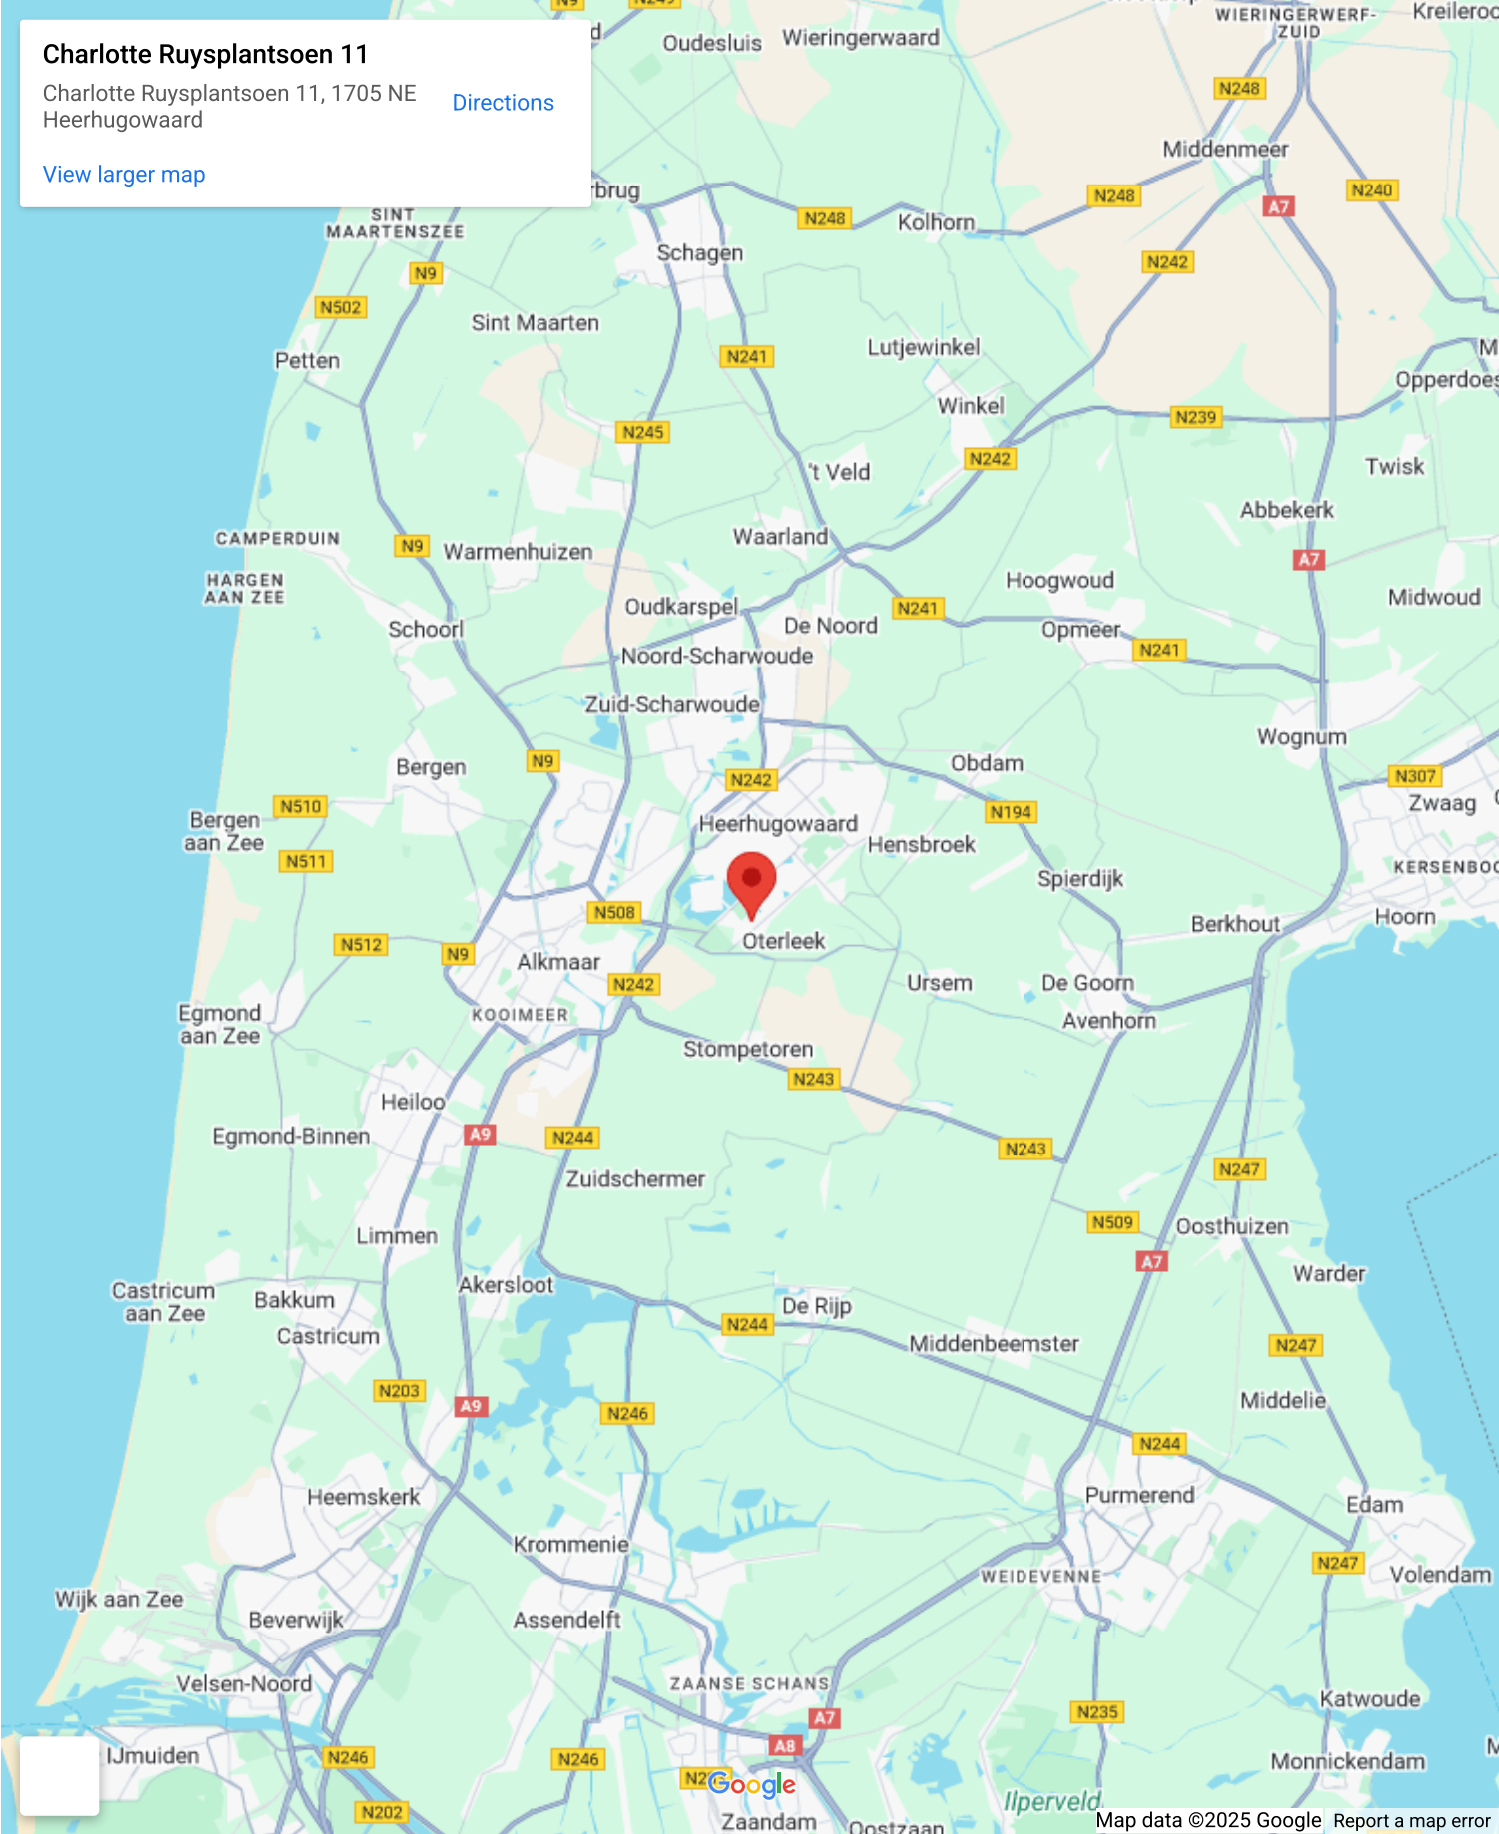 Charlotte Ruysplantsoen 11
Charlotte Ruysplantsoen 11, 1705 NE
Heerhugowaard
Directions
View larger map
N9
Oudesluis
Wieringerwaard
WIERINGERWERF-
ZUID
N248
Middenmeer
N248
N240
A7
rbrug
N248
Kolhorn
SINT
MAARTENSZEE
Schagen
N242
N9
N502
Sint Maarten
Petten
N241
Lutjewinkel
Opperdoes
Winkel
N239
N245
N242
't Veld
Twisk
Abbekerk
CAMPERDUIN
N9
Warmenhuizen
Waarland
A7
HARGEN
AAN ZEE
Hoogwoud
Midwoud
Oudkarspel
N241
De Noord
Schoorl
Opmeer
N241
Noord-Scharwoude
Zuid-Scharwoude
Wognum
Bergen
N9
N242
Obdam
N307
Zwaag
N510
N194
Bergen
aan Zee
Heerhugowaard
Hensbroek
N511
KERSENBOO
Spierdijk
N508
Hoorn
Berkhout
N512
N9
Oterleek
Alkmaar
N242
Ursem
De Goorn
Egmond
aan Zee
KOOIMEER
Avenhorn
Stompetoren
N243
Heiloo
Egmond-Binnen
A9
N244
N243
Zuidschermer
N247
Limmen
N509
Oosthuizen
A7
Warder
Castricum
aan Zee
Bakkum
Akersloot
De Rijp
N244
Castricum
Middenbeemster
N247
N203
A9
N246
Middelie
N244
Heemskerk
Purmerend
Edam
Krommenie
N247
WEIDEVENNE
Volendam
Wijk aan Zee
Beverwijk
Assendelft
Velsen-Noord
ZAANSE SCHANS
Katwoude
A7
N235
A8
IJmuiden
N246
N246
Monnickendam
Google
Ilperveld
N202
Zaandam
Oostzaan
Map data ©2025 Google
Report a map error